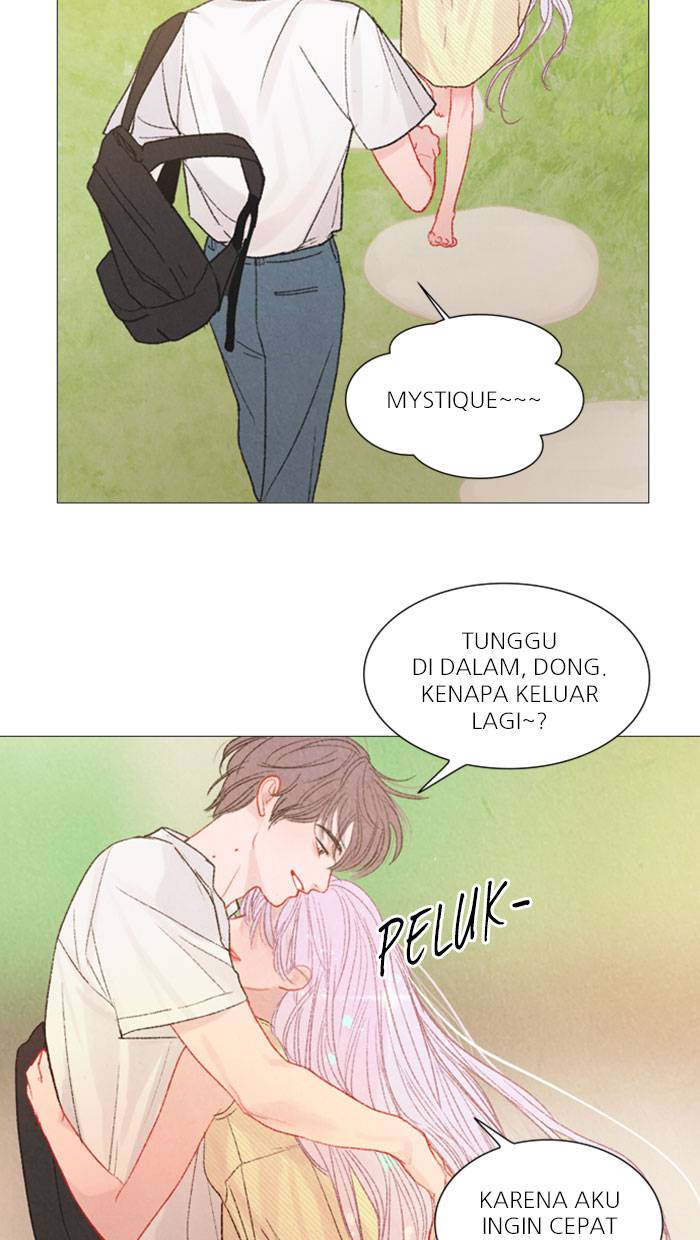 MYSTIQUE~~~
TUNGGU
DI DALAM, DONG.
KENAPA KELUAR
LAGI~?
PELUK-
KARENA AKU
INGIN CEPAT